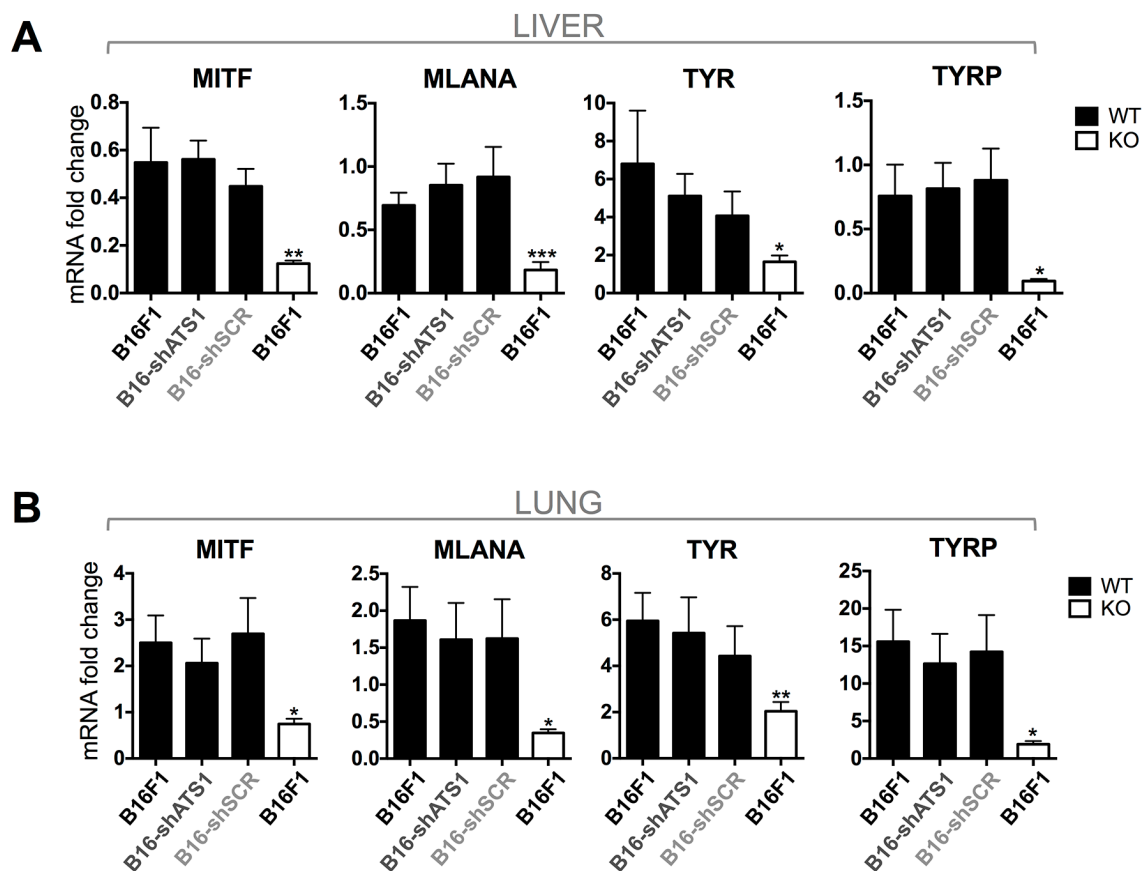 A
LIVER
MITF
MLANA
TYR
TYRP
mRNA fold change
0.8
0.6
0.4
0.2
0.0
**
B16F1
B16-shATS1
B16-shSCR
B16F1
1.5
1.0
0.5
0.0
***
B16F1
B16-shATS1
B16-shSCR
B16F1
10
8
6
4
2
0
*
B16F1
B16-shATS1
B16-shSCR
B16F1
1.5
1.0
0.5
0.0
*
B16F1
B16-shATS1
B16-shSCR
B16F1
WT
KO
B
LUNG
MITF
MLANA
TYR
TYRP
mRNA fold change
4
3
2
1
0
*
B16F1
B16-shATS1
B16-shSCR
B16F1
2.5
2.0
1.5
1.0
0.5
0.0
*
B16F1
B16-shATS1
B16-shSCR
B16F1
8
6
4
2
0
**
B16F1
B16-shATS1
B16-shSCR
B16F1
25
20
15
10
5
0
*
B16F1
B16-shATS1
B16-shSCR
B16F1
WT
KO